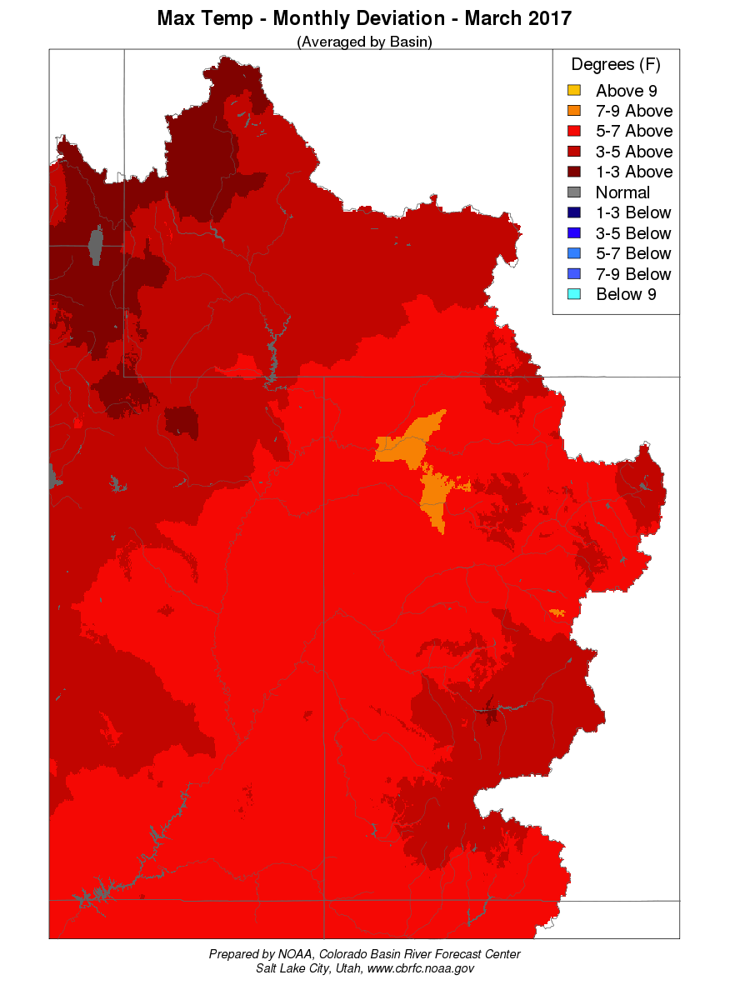 Max Temp - Monthly Deviation - March 2017
(Averaged by Basin)
Degrees (F)
Above 9
7-9 Above
5-7 Above
3-5 Above
1-3 Above
Normal
1-3 Below
3-5 Below
5-7 Below
7-9 Below
Below 9
Prepared by NOAA, Colorado Basin River Forecast Center
Salt Lake City, Utah, www.cbrfc.noaa.gov